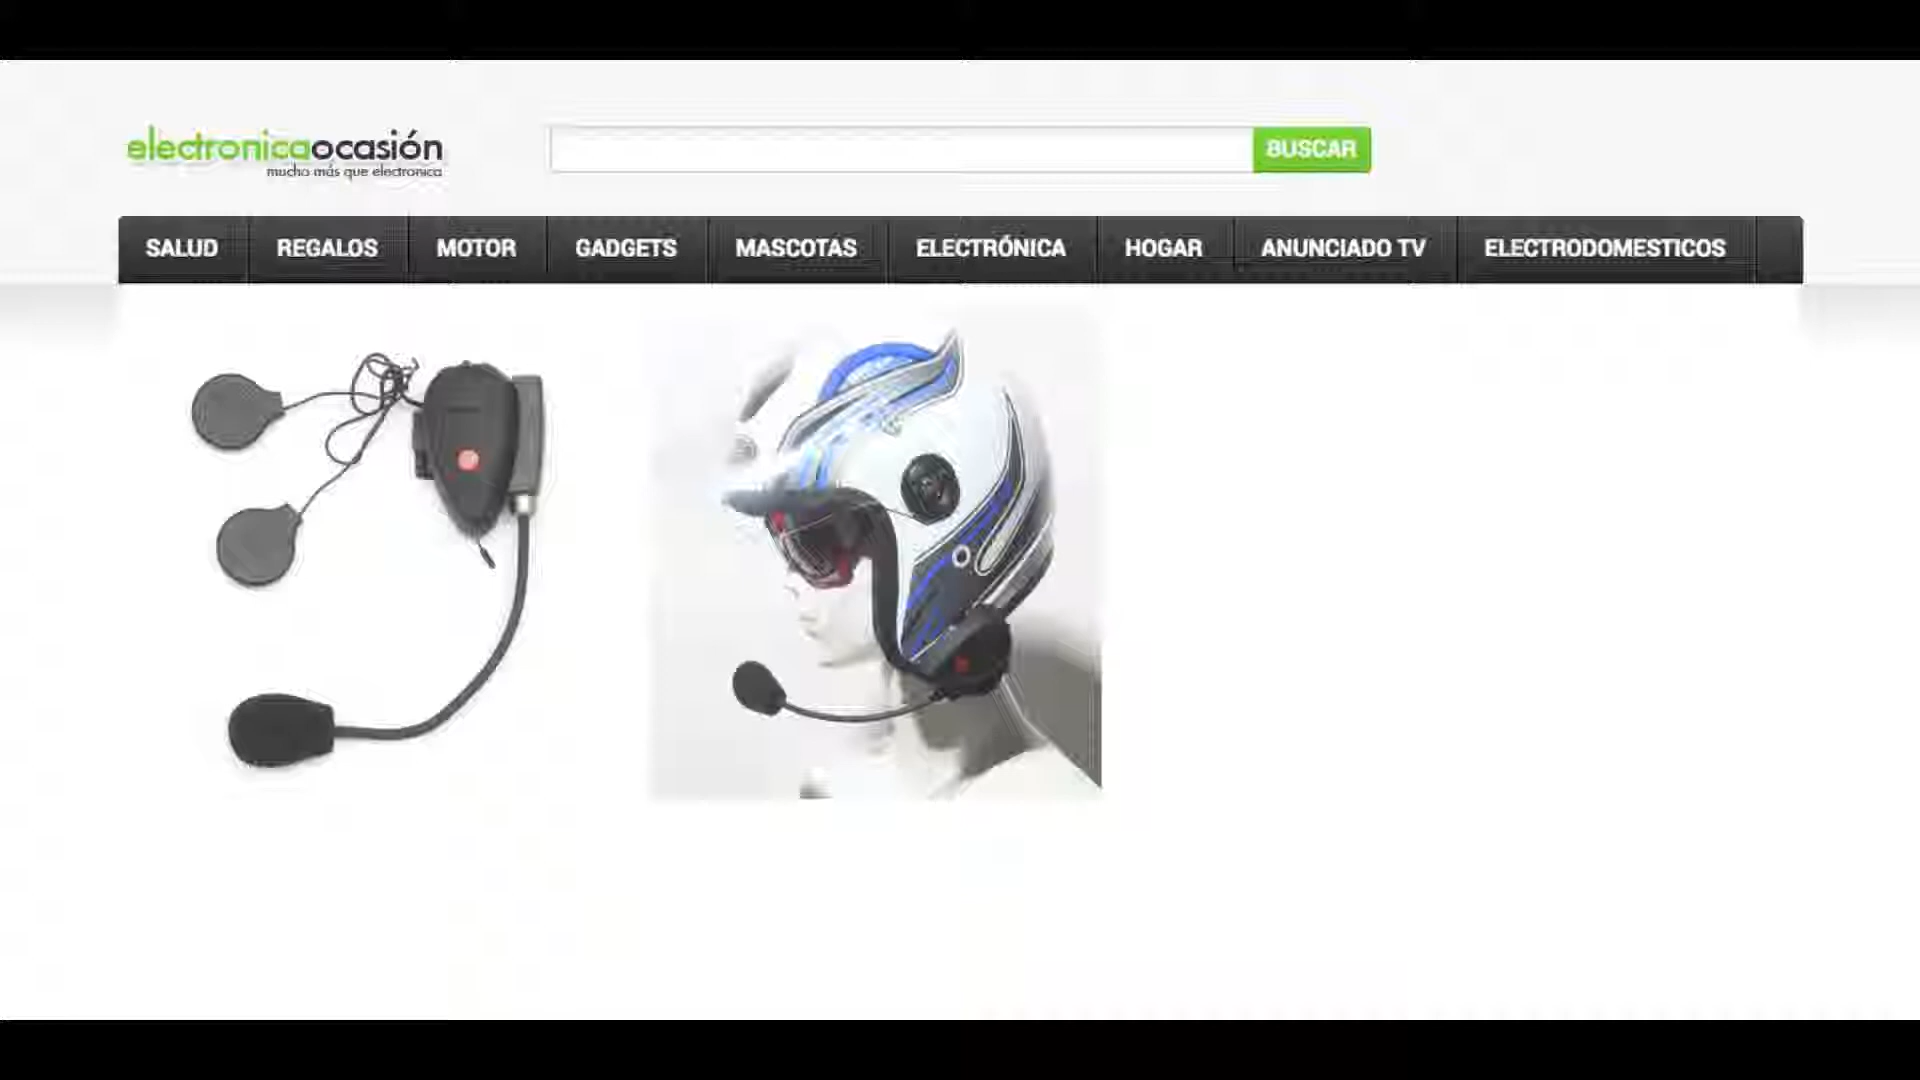 electronicaocasión
mucho más que electronica
BUSCAR
SALUD REGALOS MOTOR GADGETS MASCOTAS ELECTRÓNICA HOGAR ANUNCIADO TV ELECTRODOMESTICOS